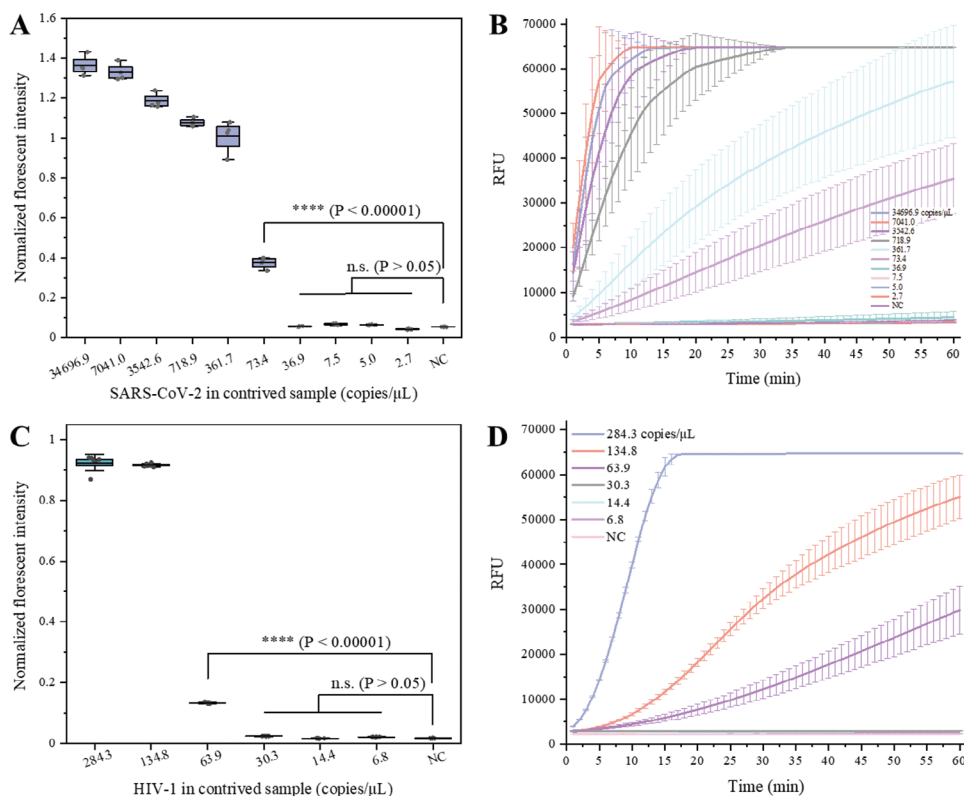 A
Normalized florescent intensity
1.6
1.4
1.2
1
0.8
0.6
0.4
0.2
0
**** (P < 0.00001)
n.s. (P > 0.05)
34696.9
7041.0
3542.6
718.9
361.7
73.4
36.9
7.5
5.0
2.7
NC
SARS-CoV-2 in contrived sample (copies/μL)
B
RFU
70000
60000
50000
40000
30000
20000
10000
0
34696.9 copies/μL
7041.0
3542.6
718.9
361.7
73.4
36.9
7.5
5.0
2.7
NC
0 5 10 15 20 25 30 35 40 45 50 55 60
Time (min)
C
Normalized florescent intensity
1
0.8
0.6
0.4
0.2
0
**** (P < 0.00001)
n.s. (P > 0.05)
284.3
134.8
63.9
30.3
14.4
6.8
NC
HIV-1 in contrived sample (copies/μL)
D
RFU
70000
60000
50000
40000
30000
20000
10000
0
284.3 copies/μL
134.8
63.9
30.3
14.4
6.8
NC
0 5 10 15 20 25 30 35 40 45 50 55 60
Time (min)